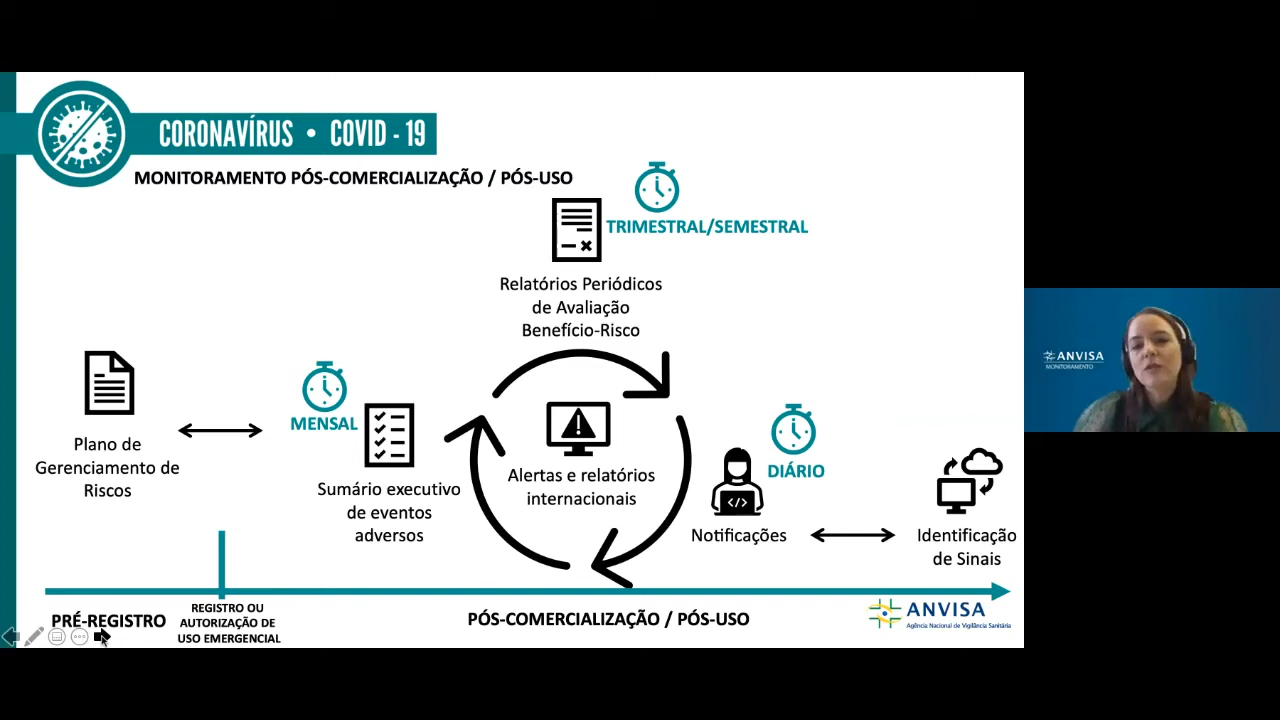 CORONAVÍRUS • COVID - 19
MONITORAMENTO PÓS-COMERCIALIZAÇÃO / PÓS-USO
TRIMESTRAL/SEMESTRAL
Relatórios Periódicos
de Avaliação
Benefício-Risco
Plano de
Gerenciamento de
Riscos
MENSAL
Sumário executivo
de eventos
adversos
Alertas e relatórios
internacionais
DIÁRIO
</>
Notificações
Identificação
de Sinais
PRÉ-REGISTRO
REGISTRO OU
AUTORIZAÇÃO DE
USO EMERGENCIAL
PÓS-COMERCIALIZAÇÃO / PÓS-USO
ANVISA
Agência Nacional de Vigilância Sanitária
ANVISA
MONITORAMENTO